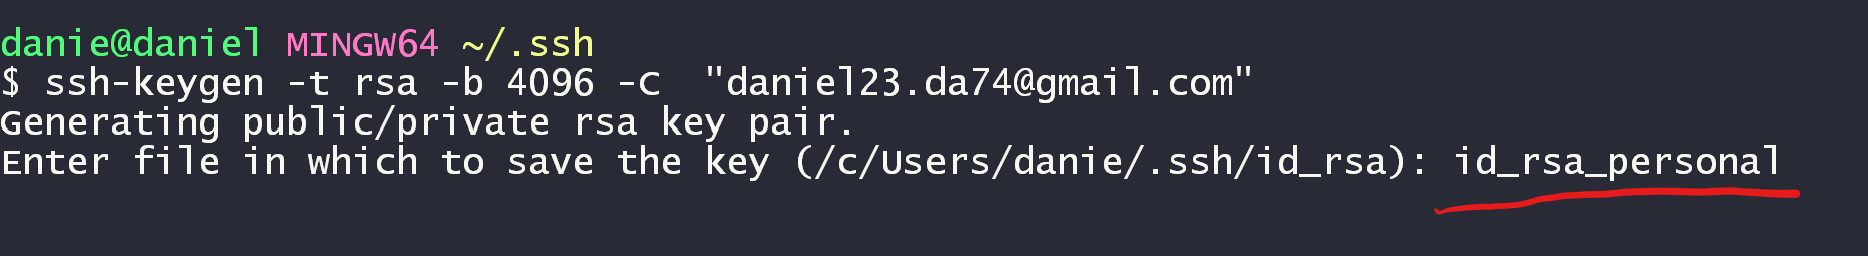 danie@daniel MINGW64 ~/.ssh
$ ssh-keygen -t rsa -b 4096 -C  "daniel23.da74@gmail.com"
Generating public/private rsa key pair.
Enter file in which to save the key (/c/Users/danie/.ssh/id_rsa): id_rsa_personal